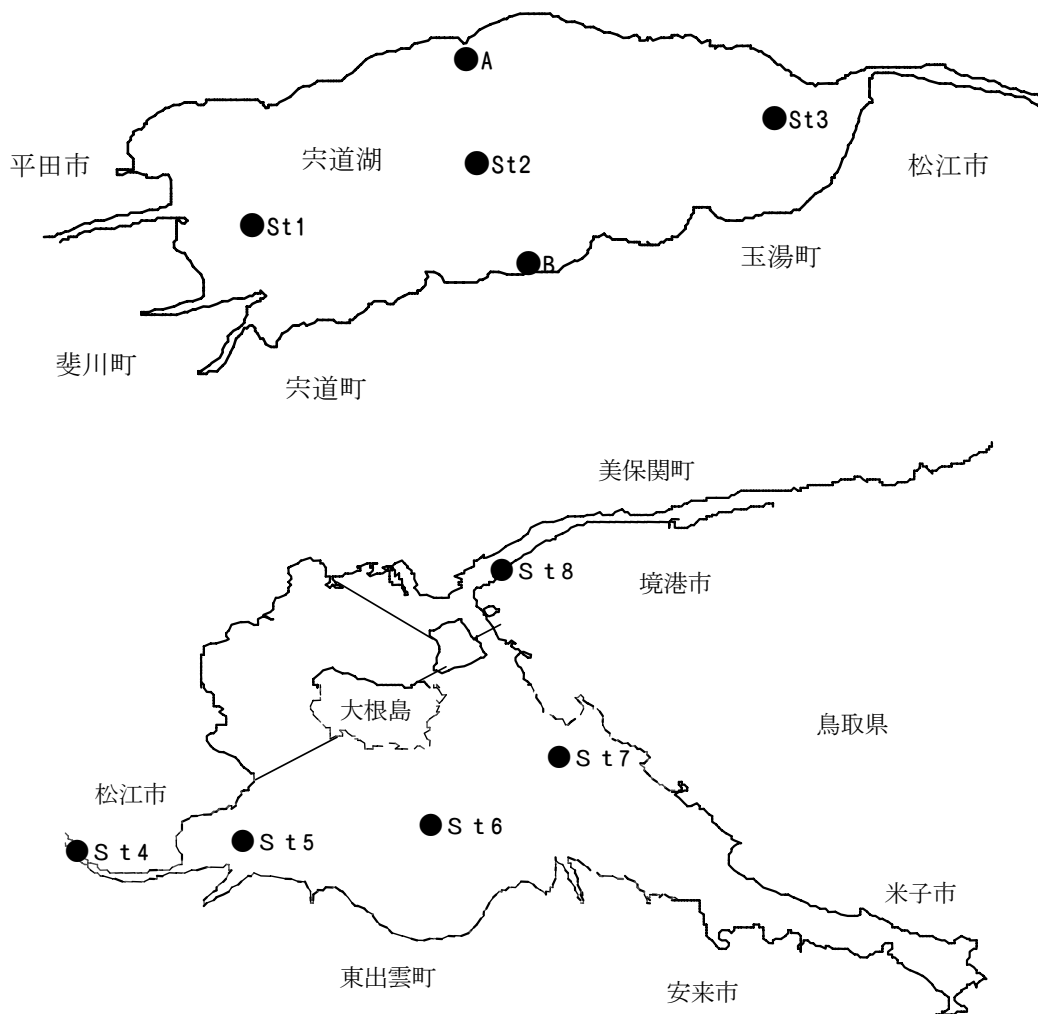 A
St3
平田市
宍道湖
St2
松江市
St1
玉湯町
B
斐川町
宍道町
美保関町
St8
境港市
大根島
鳥取県
St7
松江市
St6
St5
St4
米子市
東出雲町
安来市